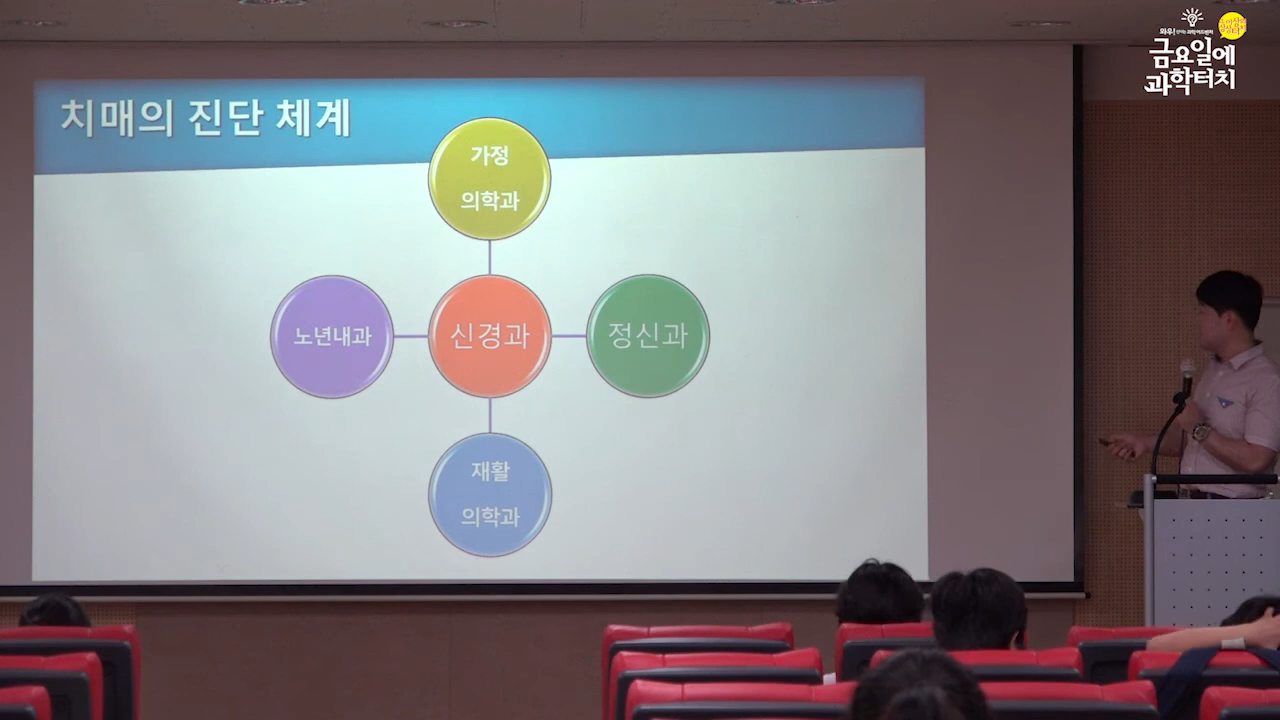 치매의 진단 체계
가정
의학과
노년내과
신경과
정신과
재활
의학과
금요일에
과학터치